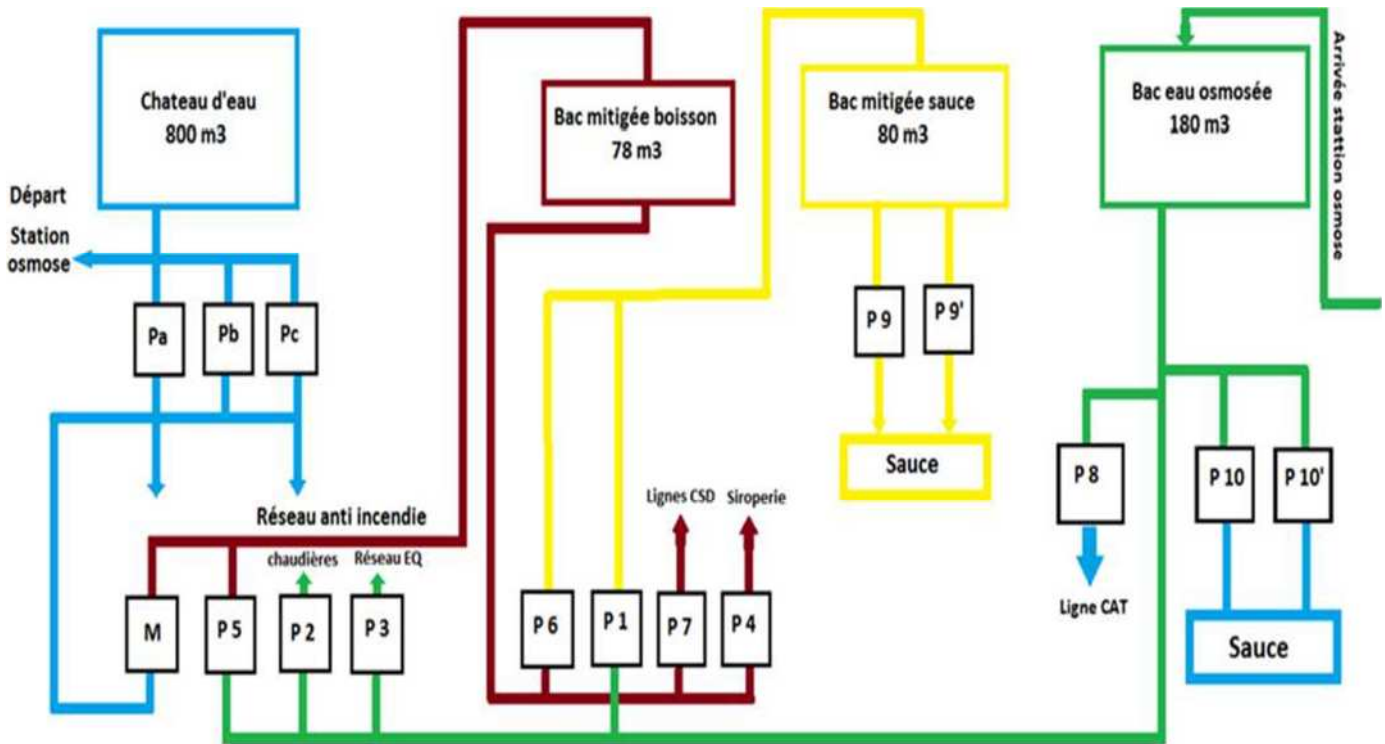 Chateau d'eau
800 m3
Bac mitigée boisson
78 m3
Bac mitigée sauce
80 m3
Bac eau osmosée
180 m3
Arrivée stattion osmose
Départ
Station
osmose
Pa
Pb
Pc
P 9
P 9'
Sauce
P 8
P 10
P 10'
Ligne CAT
Sauce
Réseau anti incendie
chaudières
Réseau EQ
Lignes CSD
Siroperie
M
P 5
P 2
P 3
P 6
P 1
P 7
P 4